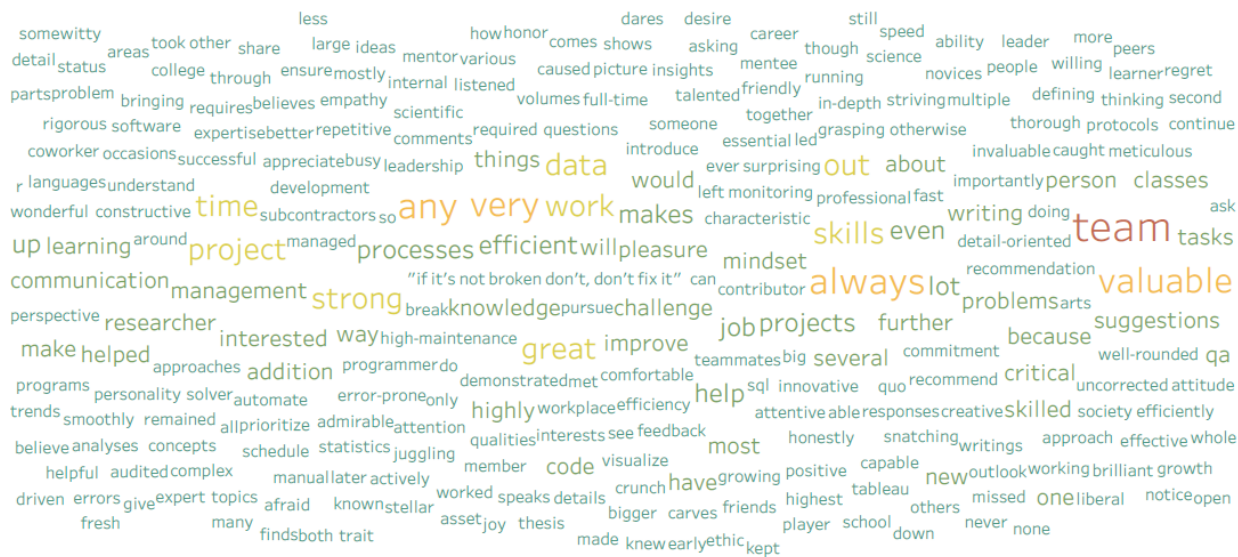 less dares desire still
somewitty took other share large ideas howhonor comes shows asking career though speed ability leader more peers
detail status areas college through ensuremostly mentor various internal listened caused picture insights mentee running science novices people willing learner regret
partsproblem bringing requires believes empathy scientific volumes full-time talented friendly together in-depth striving multiple defining thinking second
rigorous software expertise better repetitive comments required questions someone essential led grasping otherwise thorough protocols continue
coworker occasions successful appreciate busy leadership things data introduce ever surprising out about invaluable caught meticulous
r languages understand development would left monitoring professional fast importantly person classes
wonderful constructive time subcontractors so any very work makes characteristic writing doing team ask
up learning around project managed processes efficient will pleasure skills even detail-oriented tasks
communication management "if it's not broken don't, don't fix it" can mindset contributor always lot recommendation valuable
perspective researcher strong break knowledge pursue challenge job projects further problems arts suggestions
make helped interested way high-maintenance great improve teammates big several commitment because well-rounded qa
approaches addition programmer do demonstrated met comfortable help sql innovative quo recommend critical uncorrected attitude
programs personality solver automate error-prone only highly workplace efficiency attentive able responses creative skilled society efficiently
trends smoothly remained all prioritize admirable attention qualities interests see feedback most honestly snatching writings approach effective whole
believe analyses concepts schedule statistics juggling member code visualize have growing positive capable new outlook working brilliant growth
helpful audited complex manual later actively worked speaks details crunch friends highest tableau others missed one liberal notice open
driven errors give expert topics afraid known stellar asset joy thesis bigger carves player school down never none
fresh many finds both trait made knew early ethic kept